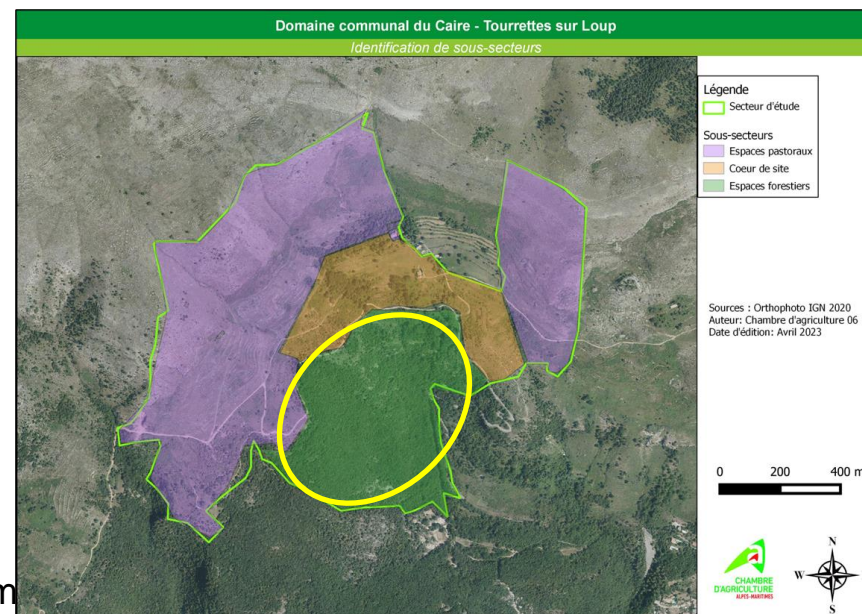 Domaine communal du Caire - Tourrettes sur Loup
Identification de sous-secteurs
Légende
Secteur d'étude
Sous-secteurs
Espaces pastoraux
Coeur de site
Espaces forestiers
Sources : Orthophoto IGN 2020
Auteur: Chambre d'agriculture 06
Date d'édition: Avril 2023
0 200 400 m
CHAMBRE
D'AGRICULTURE
ALPES-MARITIMES
N
W
S
m